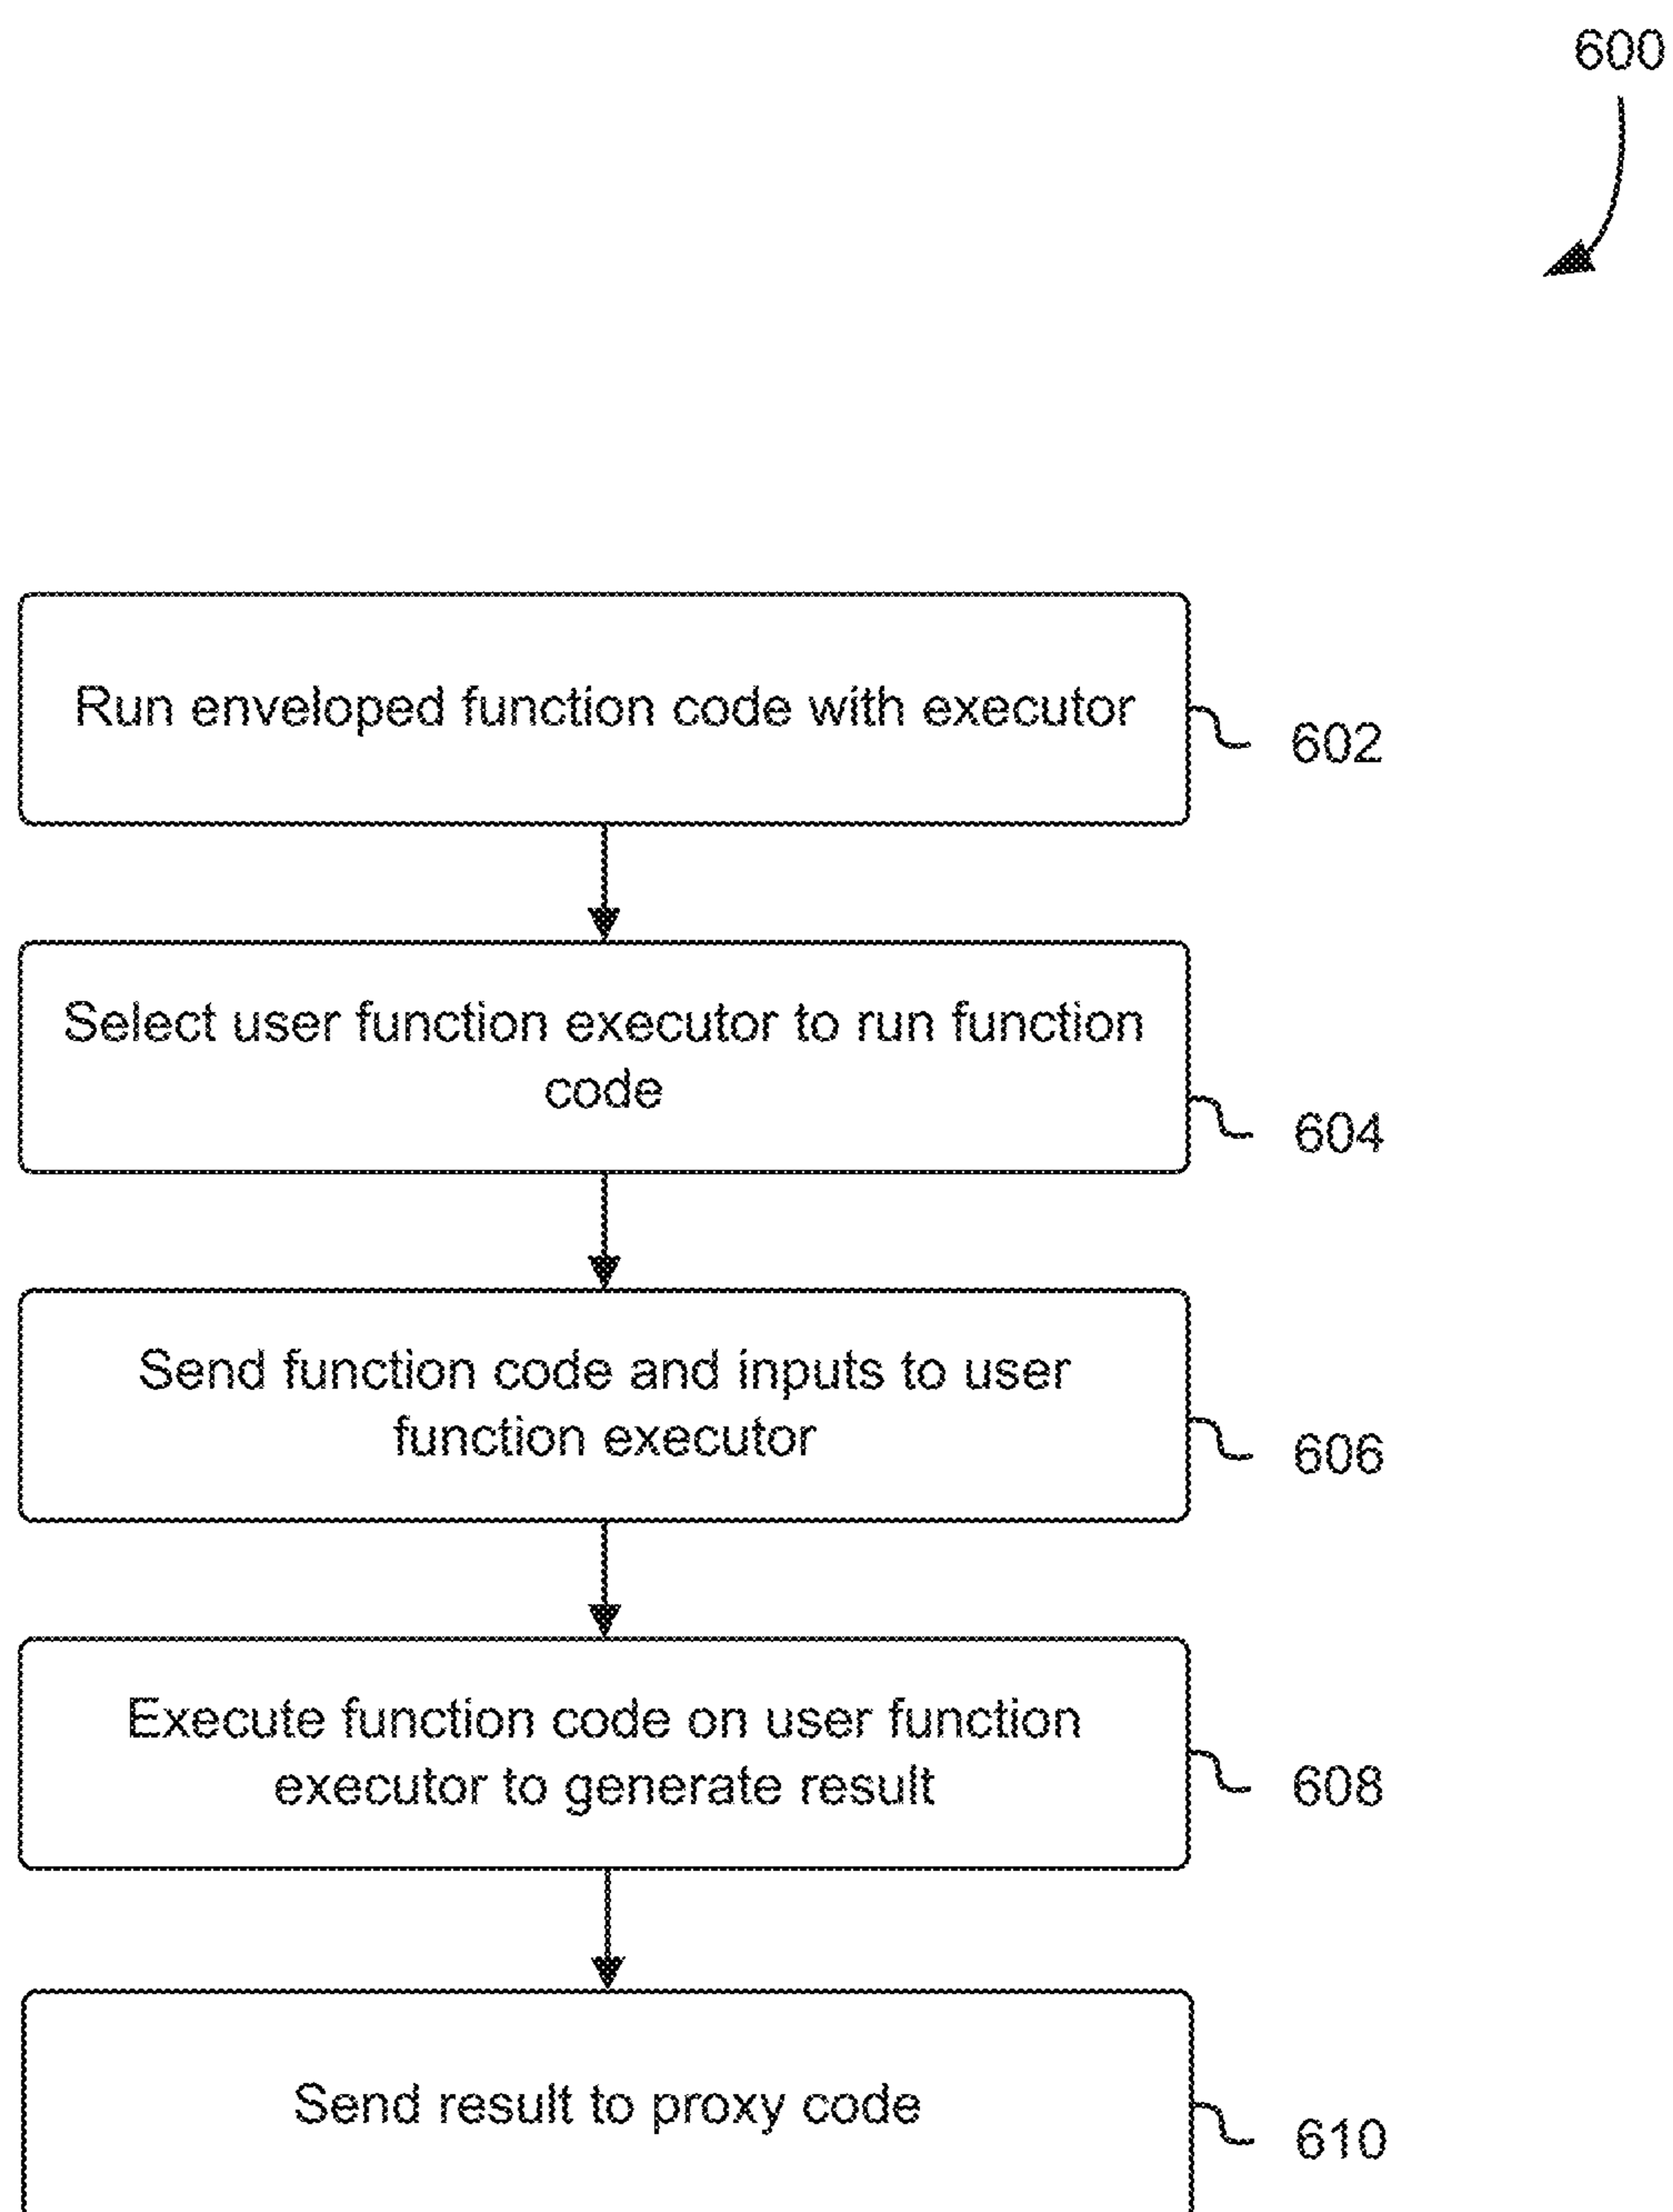 600
Run enveloped function code with executor
602
Select user function executor to run function
code
604
Send function code and inputs to user
function executor
606
Execute function code on user function
executor to generate result
608
Send result to proxy code
610